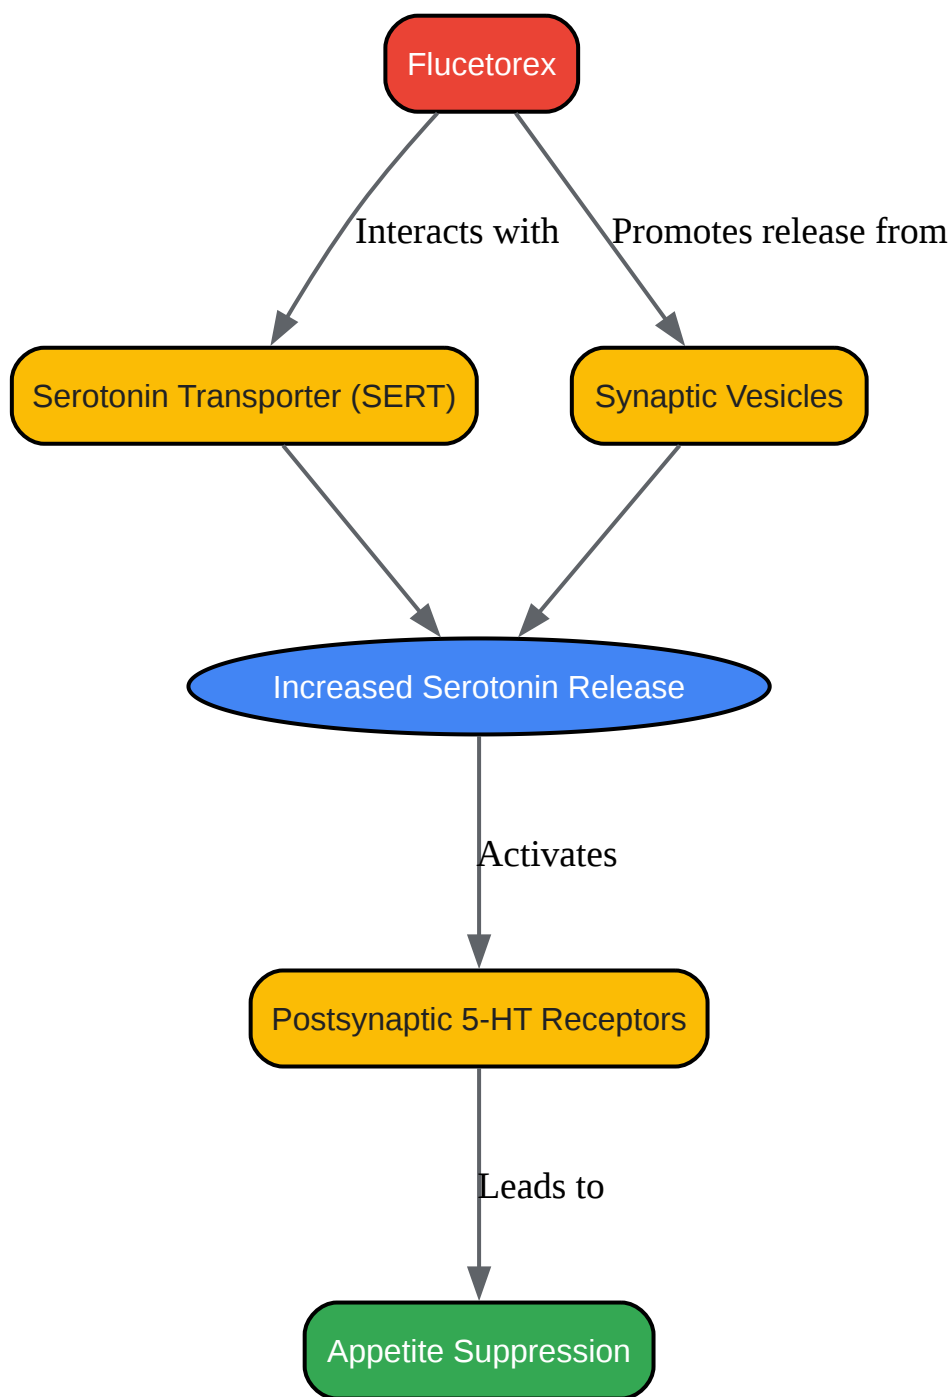 Flucetorex
Interacts with
Promotes release from
Serotonin Transporter (SERT)
Synaptic Vesicles
Increased Serotonin Release
Activates
Postsynaptic 5-HT Receptors
Leads to
Appetite Suppression